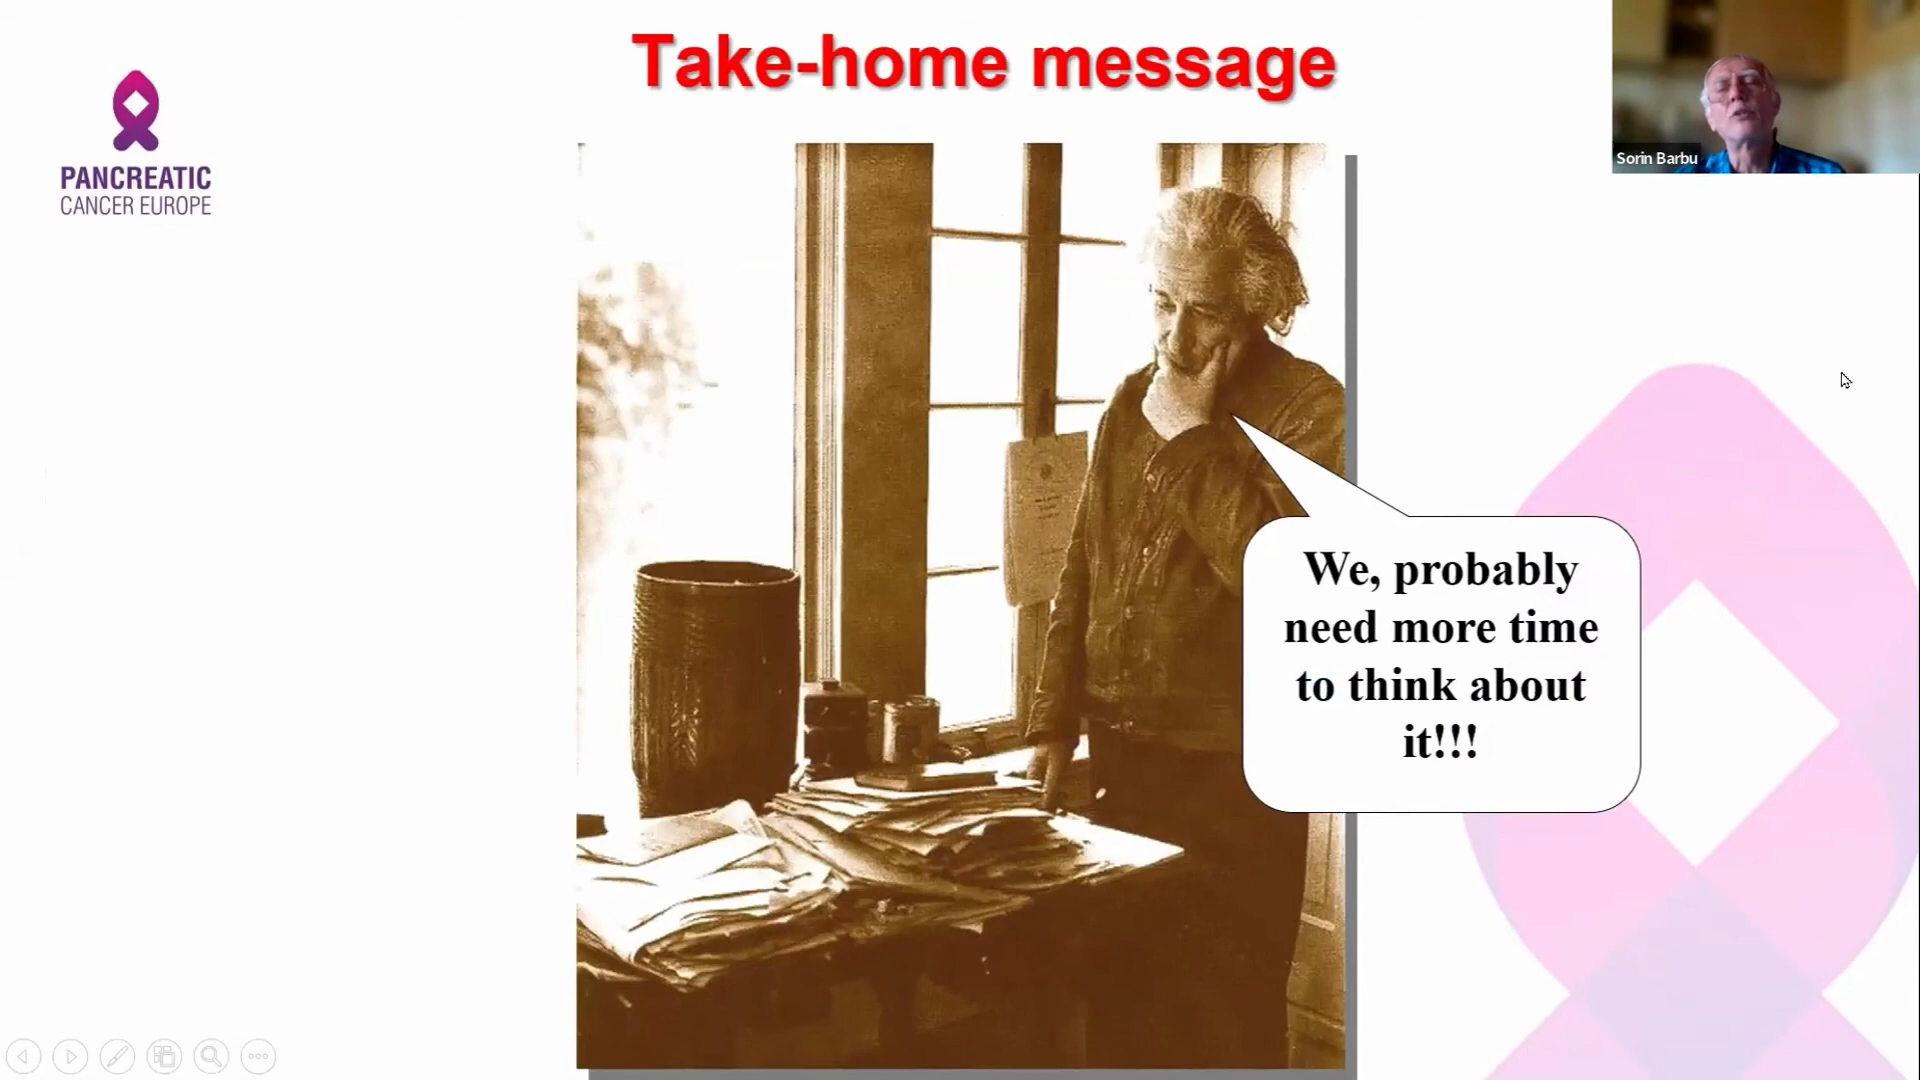 Take-home message
PANCREATIC
CANCER EUROPE
Sorin Barbu
We, probably
need more time
to think about
it!!!